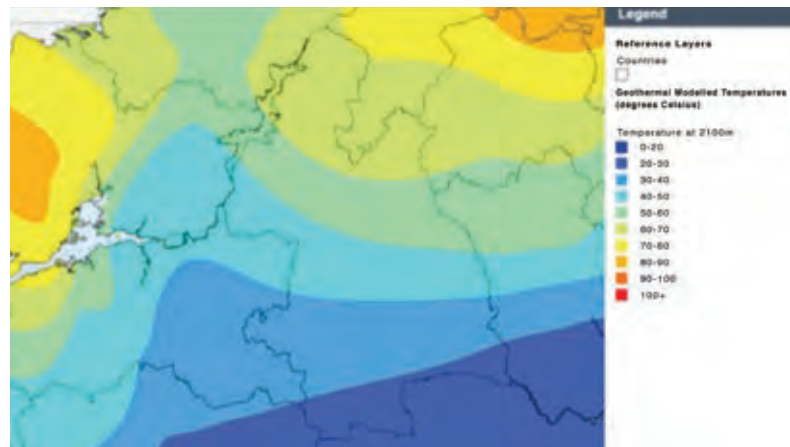 Legend
Reference Layers
Countries
Geothermal Modelled Temperatures
(degrees Celsius)
Temperature at 2100m
0-20
20-30
30-40
40-50
50-60
60-70
70-80
80-90
90-100
100+